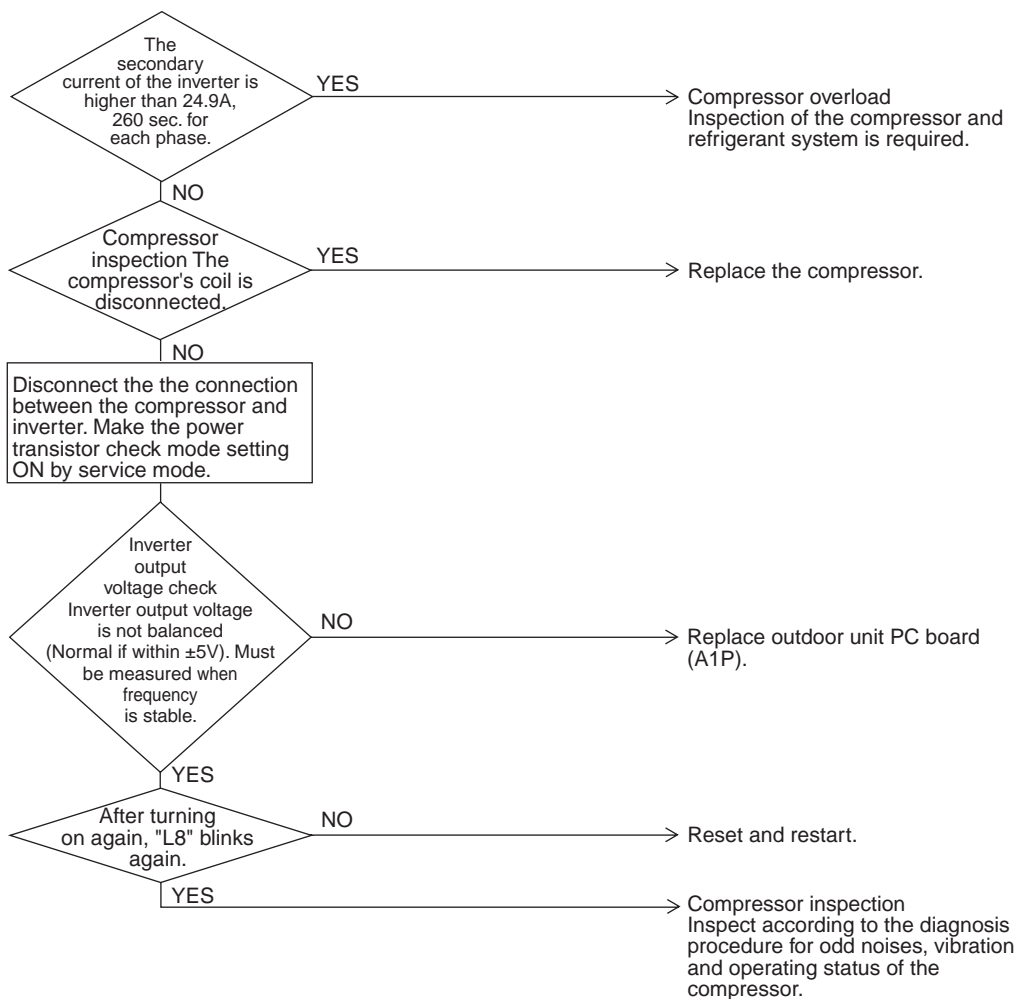 The
secondary
current of the inverter is
higher than 24.9A,
260 sec. for
each phase.
YES
Compressor overload
Inspection of the compressor and
refrigerant system is required.
NO
Compressor
inspection The
compressor's coil is
disconnected.
YES
Replace the compressor.
NO
Disconnect the the connection
between the compressor and
inverter. Make the power
transistor check mode setting
ON by service mode.
Inverter
output
voltage check
Inverter output voltage
is not balanced
(Normal if within ±5V). Must
be measured when
frequency
is stable.
NO
Replace outdoor unit PC board
(A1P).
YES
After turning
on again, "L8" blinks
again.
NO
Reset and restart.
YES
Compressor inspection
Inspect according to the diagnosis
procedure for odd noises, vibration
and operating status of the
compressor.